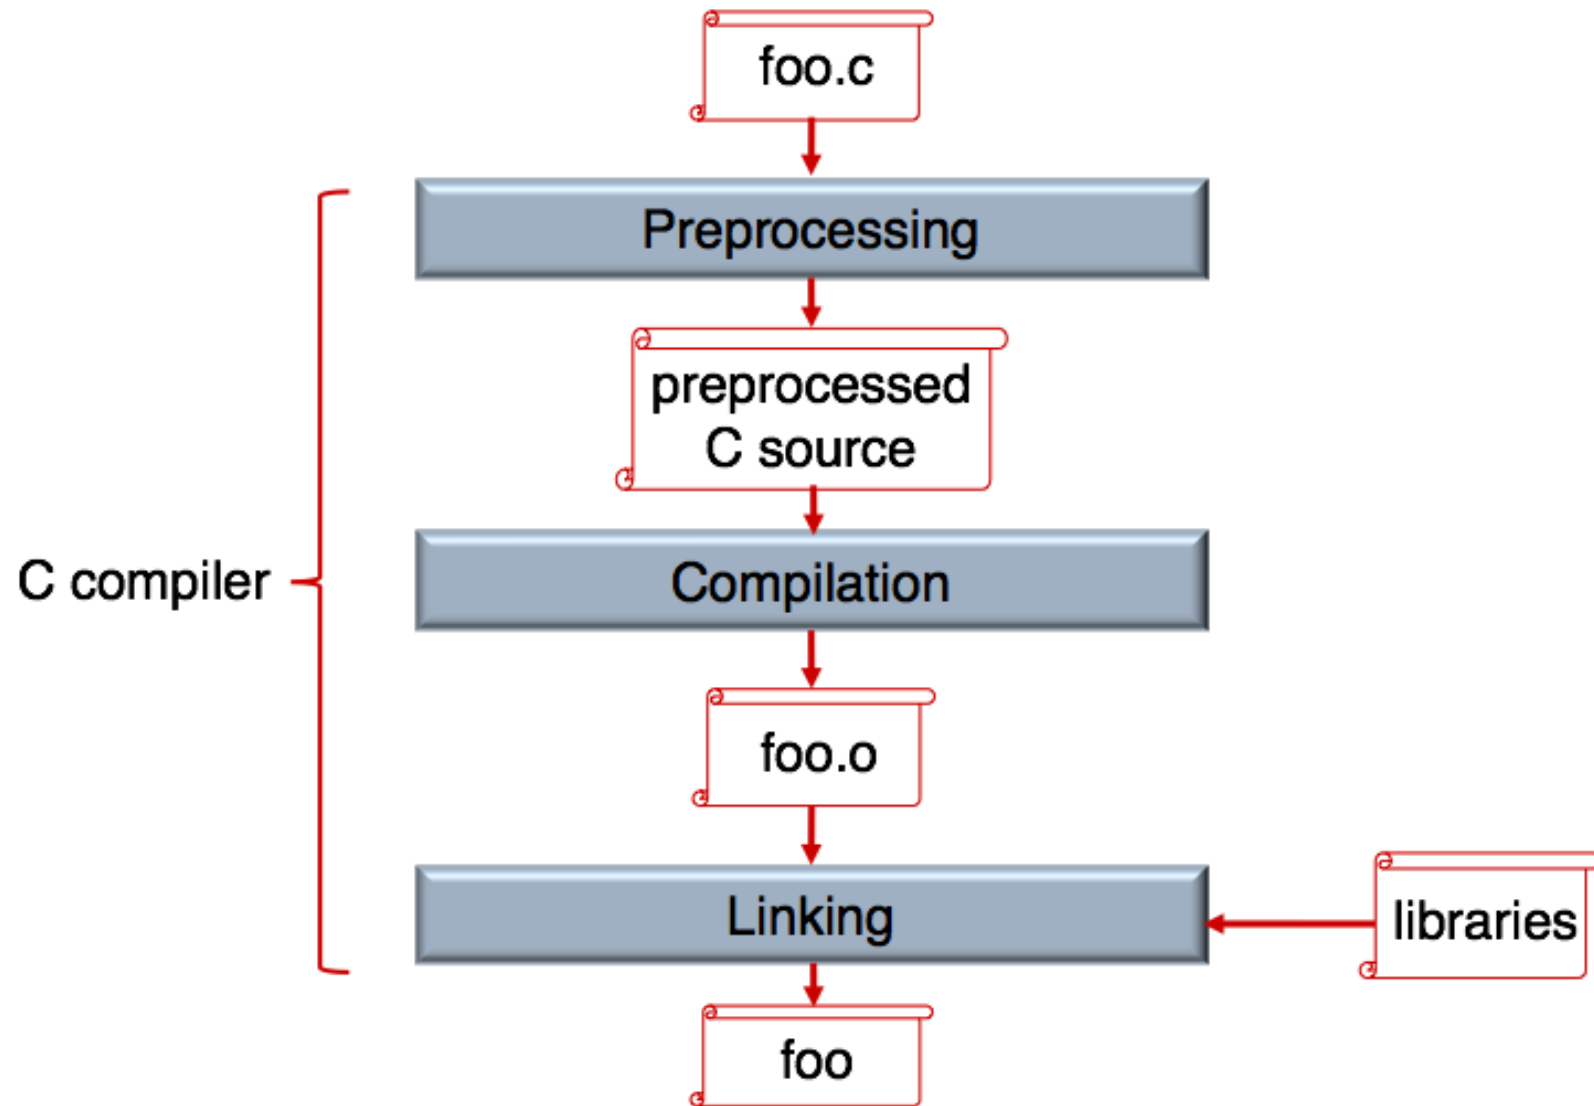 foo.c
Preprocessing
preprocessed
C source
C compiler
Compilation
foo.o
Linking
libraries
foo